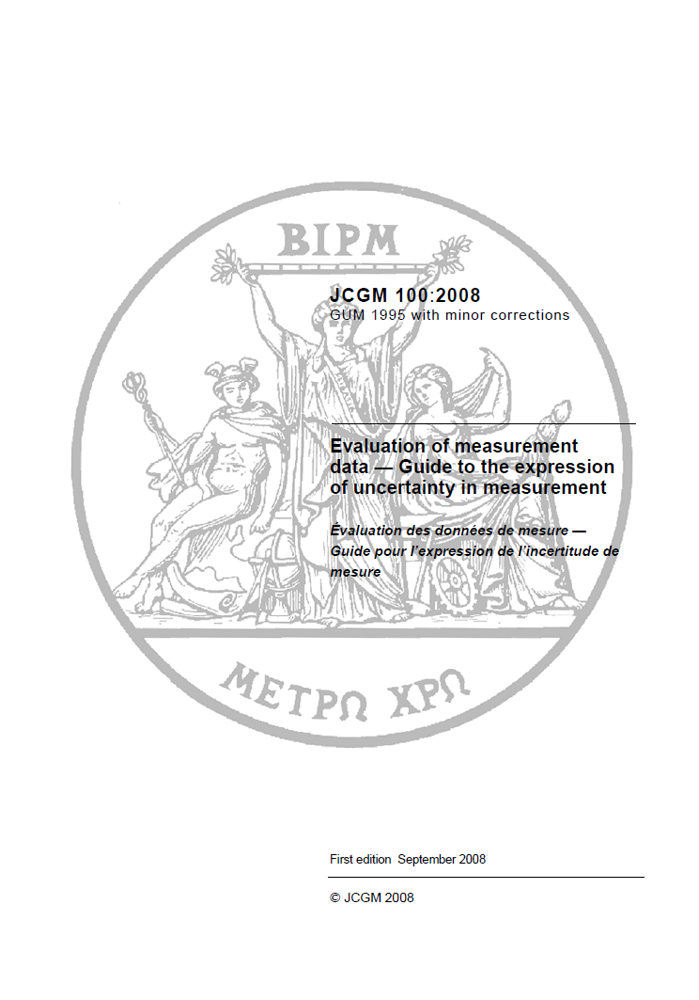 BIPM
JCGM 100:2008
GUM 1995 with minor corrections
Evaluation of measurement
data — Guide to the expression
of uncertainty in measurement
Évaluation des données de mesure —
Guide pour l’expression de l’incertitude de
mesure
ΜΕΤΡΩ ΧΡΩ
First edition  September 2008
© JCGM 2008